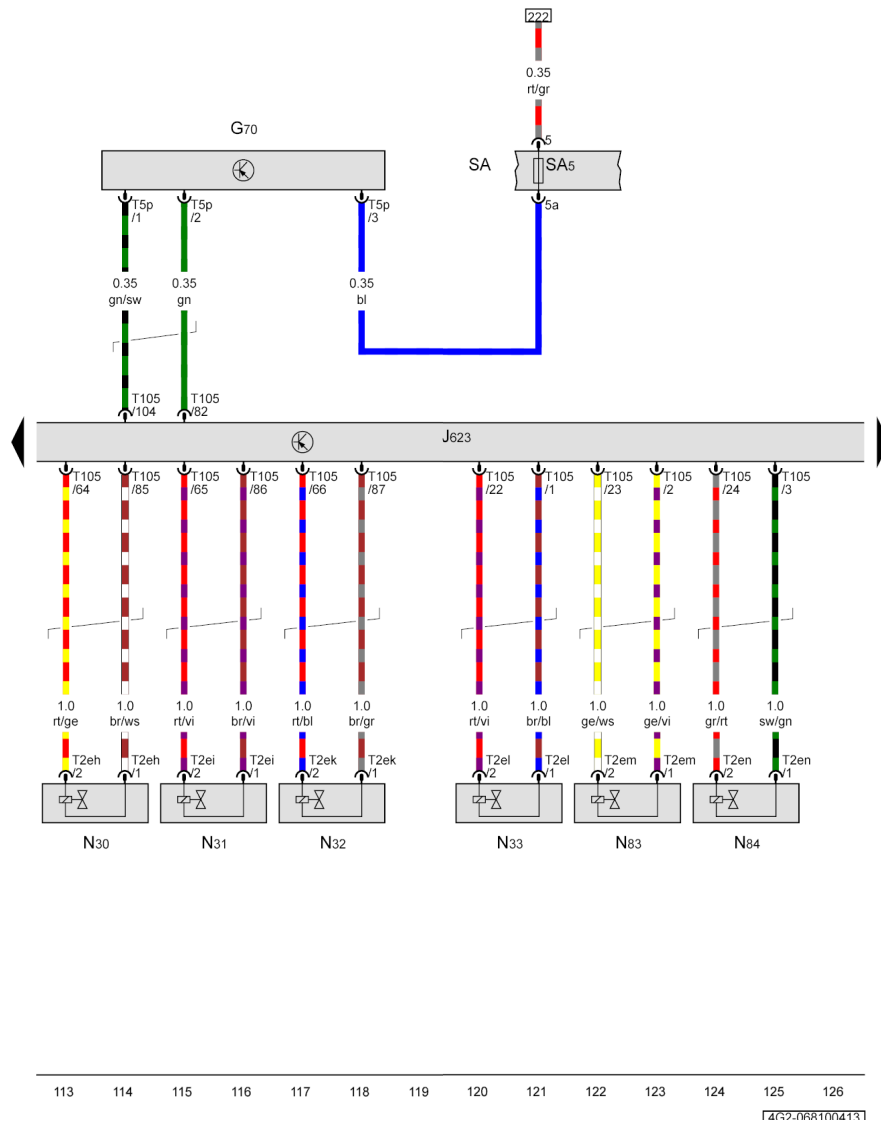 222
0.35
rt/gr
G70
5
SA SA5
T5p
/1
T5p
/2
T5p
/3
5a
0.35
gn/sw
0.35
gn
0.35
bl
T105
/104
T105
/82
J623
T105
/64
T105
/85
T105
/65
T105
/86
T105
/66
T105
/87
T105
/22
T105
/1
T105
/23
T105
/2
T105
/24
T105
/3
1.0
rt/ge
1.0
br/ws
1.0
rt/vi
1.0
br/vi
1.0
rt/bl
1.0
br/gr
1.0
rt/vi
1.0
br/bl
1.0
ge/ws
1.0
ge/vi
1.0
gr/rt
1.0
sw/gn
T2eh
/2
T2eh
/1
T2ei
/2
T2ei
/1
T2ek
/2
T2ek
/1
T2el
/2
T2el
/1
T2em
/2
T2em
/1
T2en
/2
T2en
/1
N30 N31 N32 N33 N83 N84
113 114 115 116 117 118 119 120 121 122 123 124 125 126
4G2-068100413